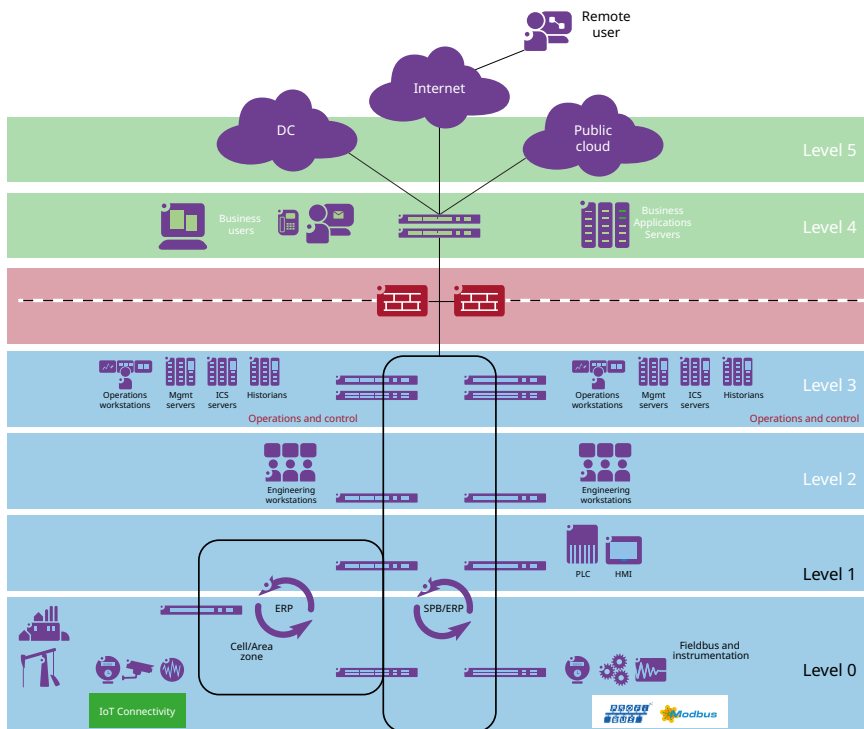 Remote
user
Internet
DC
Public
cloud
Level 5
Business
users
Business
Applications
Servers
Level 4
Operations
workstations
Mgmt
servers
ICS
servers
Historians
Operations
workstations
Mgmt
servers
ICS
servers
Historians
Level 3
Operations and control
Operations and control
Engineering
workstations
Engineering
workstations
Level 2
PLC
HMI
Level 1
ERP
SPB/ERP
Cell/Area
zone
Fieldbus and
instrumentation
Level 0
IoT Connectivity
PROFI
BUS
Modbus